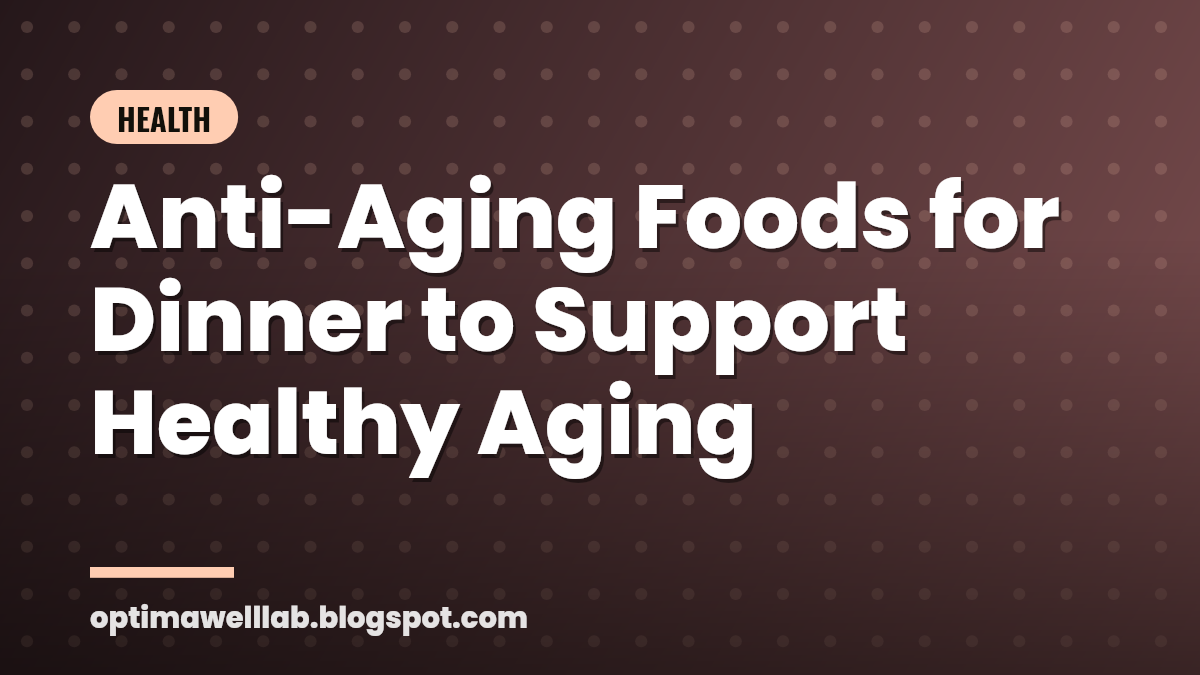 HEALTH
Anti-Aging Foods for
Dinner to Support
Healthy Aging
optimawelllab.blogspot.com